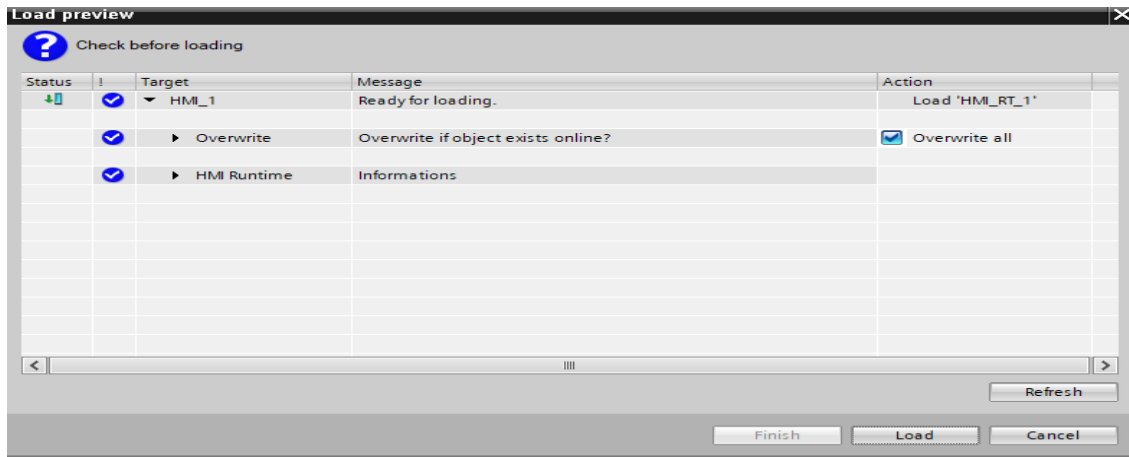 Load preview
Check before loading
Status ! Target Message Action
HMI_1 Ready for loading. Load 'HMI_RT_1'
Overwrite Overwrite if object exists online? Overwrite all
HMI Runtime Informations
Refresh
Finish Load Cancel